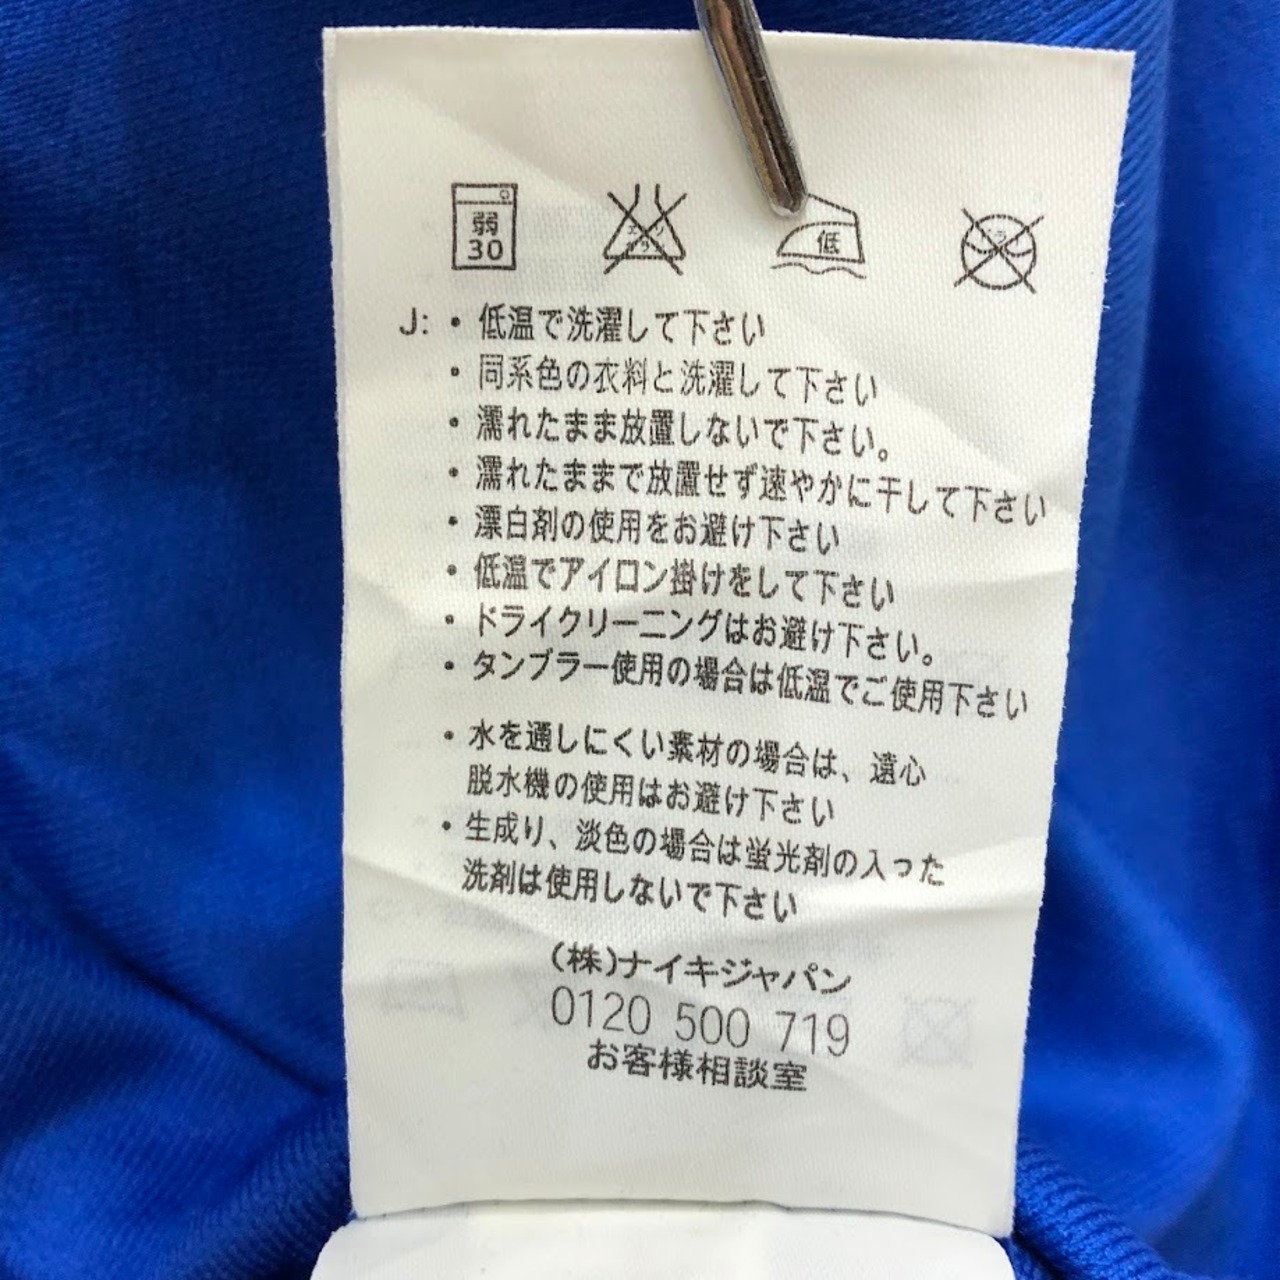 弱
30
エンソ
サラシ
低
ドライ
J: ・低温で洗濯して下さい
・同系色の衣料と洗濯して下さい
・濡れたまま放置しないで下さい。
・濡れたままで放置せず速やかに干して下さい
・漂白剤の使用をお避け下さい
・低温でアイロン掛けをして下さい
・ドライクリーニングはお避け下さい。
・タンブラー使用の場合は低温でご使用下さい
・水を通しにくい素材の場合は、遠心
脱水機の使用はお避け下さい
・生成り、淡色の場合は蛍光剤の入った
洗剤は使用しないで下さい
(株)ナイキジャパン
0120 500 719
お客様相談室